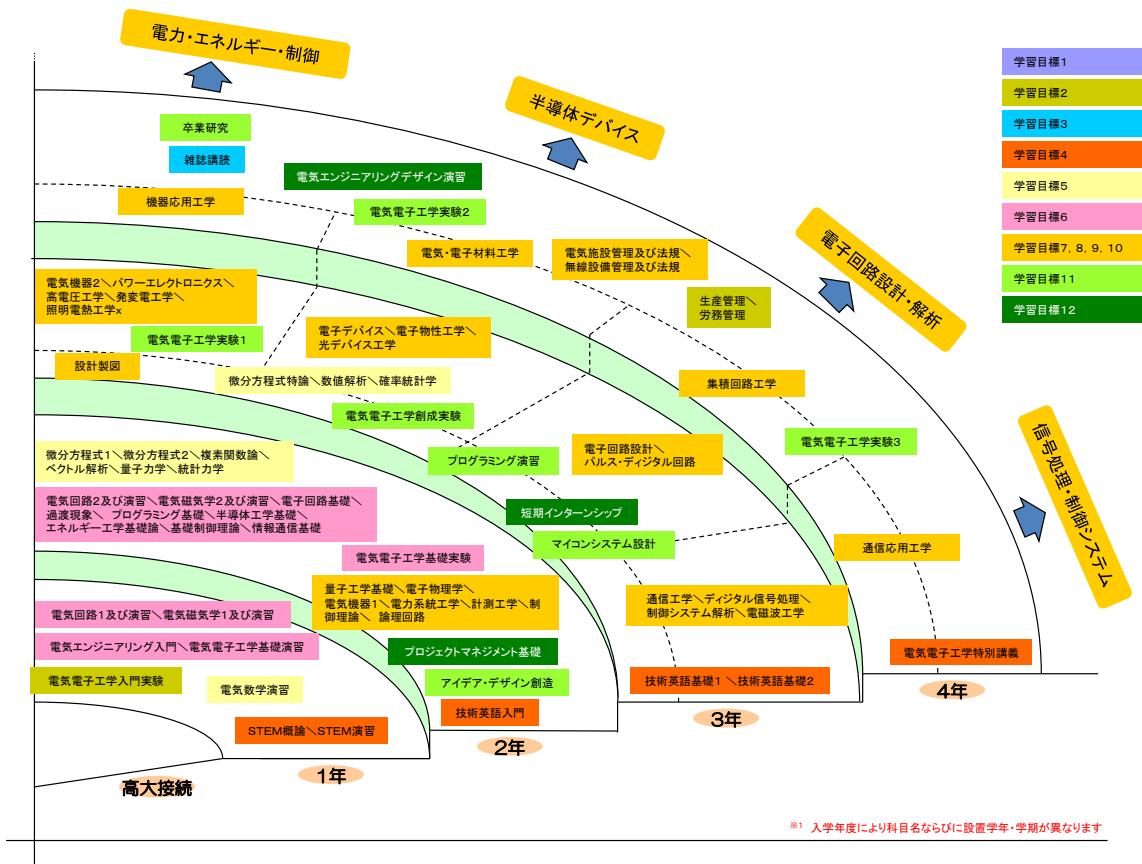 電力・エネルギー・制御
半導体デバイス
電子回路設計・解析
信号処理・制御システム
学習目標1
学習目標2
学習目標3
学習目標4
学習目標5
学習目標6
学習目標7, 8, 9, 10
学習目標11
学習目標12
卒業研究
雑誌講読
電気エンジニアリングデザイン演習
機器応用工学
電気電子工学実験2
電気・電子材料工学
電気施設管理及び法規＼
無線設備管理及び法規
電気機器2＼パワーエレクトロニクス＼
高電圧工学＼発変電工学＼
照明電熱工学x
生産管理＼
労務管理
電気電子工学実験1
電子デバイス＼電子物性工学＼
光デバイス工学
設計製図
微分方程式特論＼数値解析＼確率統計学
集積回路工学
電気電子工学創成実験
電気電子工学実験3
微分方程式1＼微分方程式2＼複素関数論＼
ベクトル解析＼量子力学＼統計力学
プログラミング演習
電子回路設計＼
パルス・ディジタル回路
電気回路2及び演習＼電気磁気学2及び演習＼電子回路基礎＼
過渡現象＼ プログラミング基礎＼半導体工学基礎＼
エネルギー工学基礎論＼基礎制御理論＼情報通信基礎
短期インターンシップ
マイコンシステム設計
通信応用工学
電気電子工学基礎実験
量子工学基礎＼電子物理学＼
電気機器1＼電力系統工学＼計測工学＼制
御理論＼ 論理回路
通信工学＼ディジタル信号処理＼
制御システム解析＼電磁波工学
電気回路1及び演習＼電気磁気学1及び演習
電気エンジニアリング入門＼電気電子工学基礎演習
プロジェクトマネジメント基礎
電気電子工学特別講義
電気電子工学入門実験
電気数学演習
アイデア・デザイン創造
技術英語基礎1 ＼技術英語基礎2
技術英語入門
STEM概論＼STEM演習
4年
3年
2年
1年
高大接続
※1 入学年度により科目名ならびに設置学年・学期が異なります